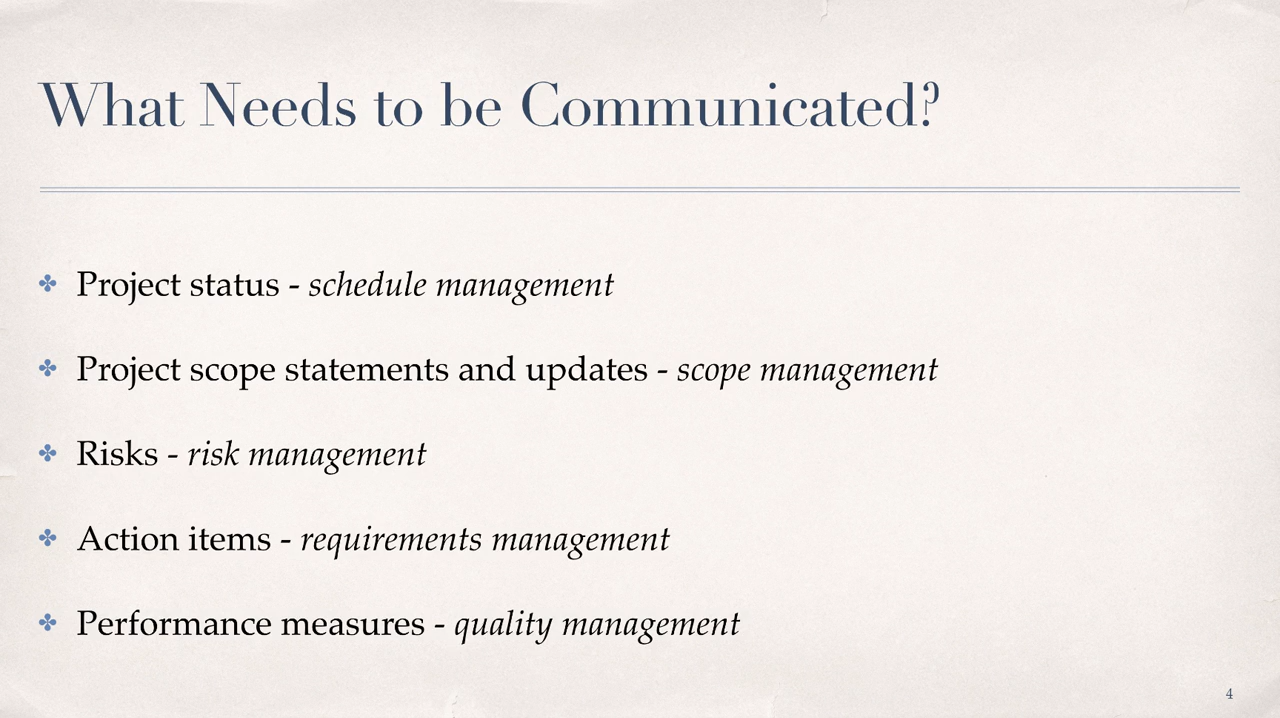 What Needs to be Communicated?
Project status - schedule management
Project scope statements and updates - scope management
Risks - risk management
Action items - requirements management
Performance measures - quality management
4